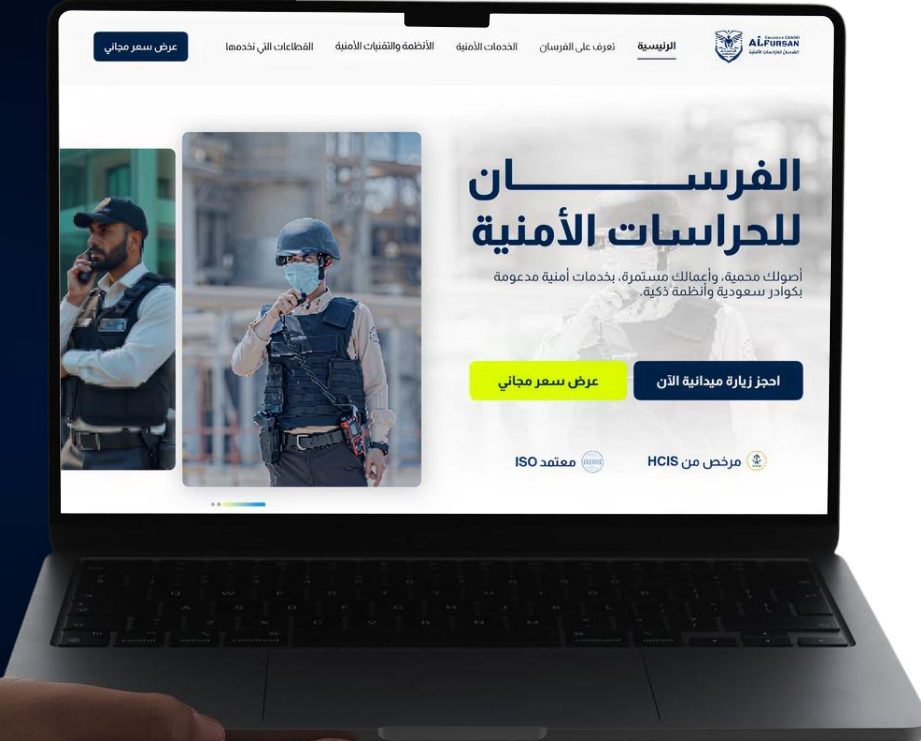 ALFURSAN
الرئيسية
تعرف على الفرسان
الخدمات الأمنية
الأنظمة والتقنيات الأمنية
القطاعات التي نخدمها
عرض سعر مجاني
الفرســـــــــان
للحراسات الأمنية
أصولك محمية، وأعمالك مستمرة، بخدمات أمنية مدعومة
بكوادر سعودية وأنظمة ذكية.
احجز زيارة ميدانية الآن
عرض سعر مجاني
مرخص من HCIS
معتمد ISO